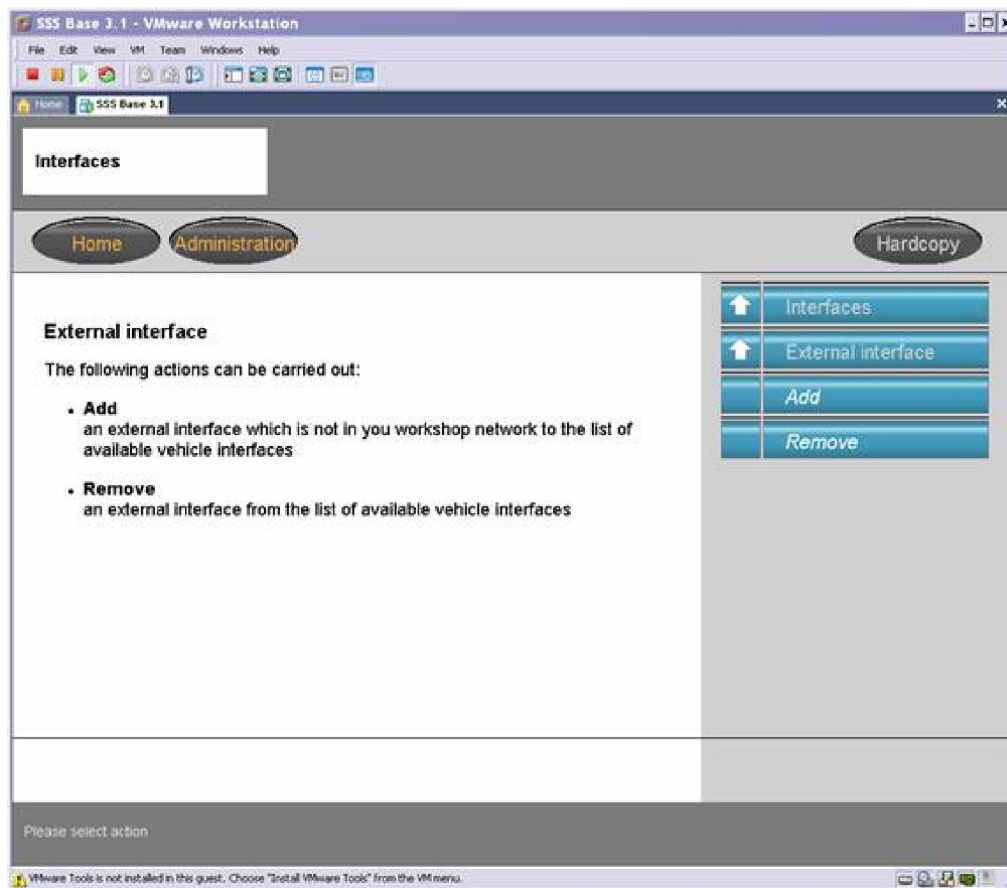 SSS Base 3.1 - VMware Workstation
File Edit View VM Team Windows Help
Home SSS Base 3.1
Interfaces
Home Administration Hardcopy
Interfaces
External interface
Add
Remove
External interface
The following actions can be carried out:
• Add
an external interface which is not in you workshop network to the list of
available vehicle interfaces
• Remove
an external interface from the list of available vehicle interfaces
Please select action
VMware Tools is not installed in this guest. Choose "Install VMware Tools" from the VM menu.